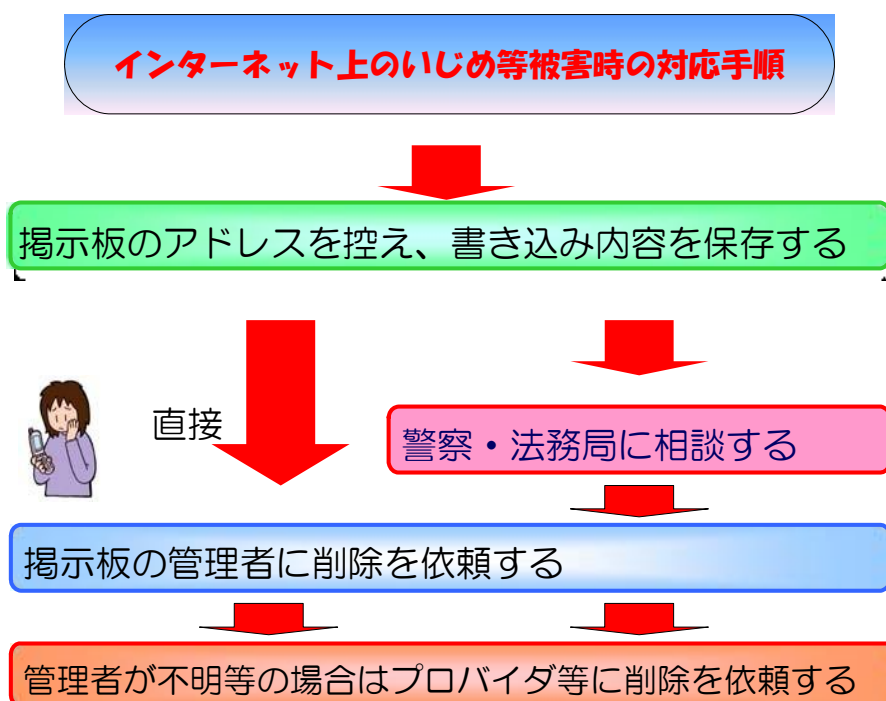 インターネット上のいじめ等被害時の対応手順
掲示板のアドレスを控え、書き込み内容を保存する
直接
警察・法務局に相談する
掲示板の管理者に削除を依頼する
管理者が不明等の場合はプロバイダ等に削除を依頼する